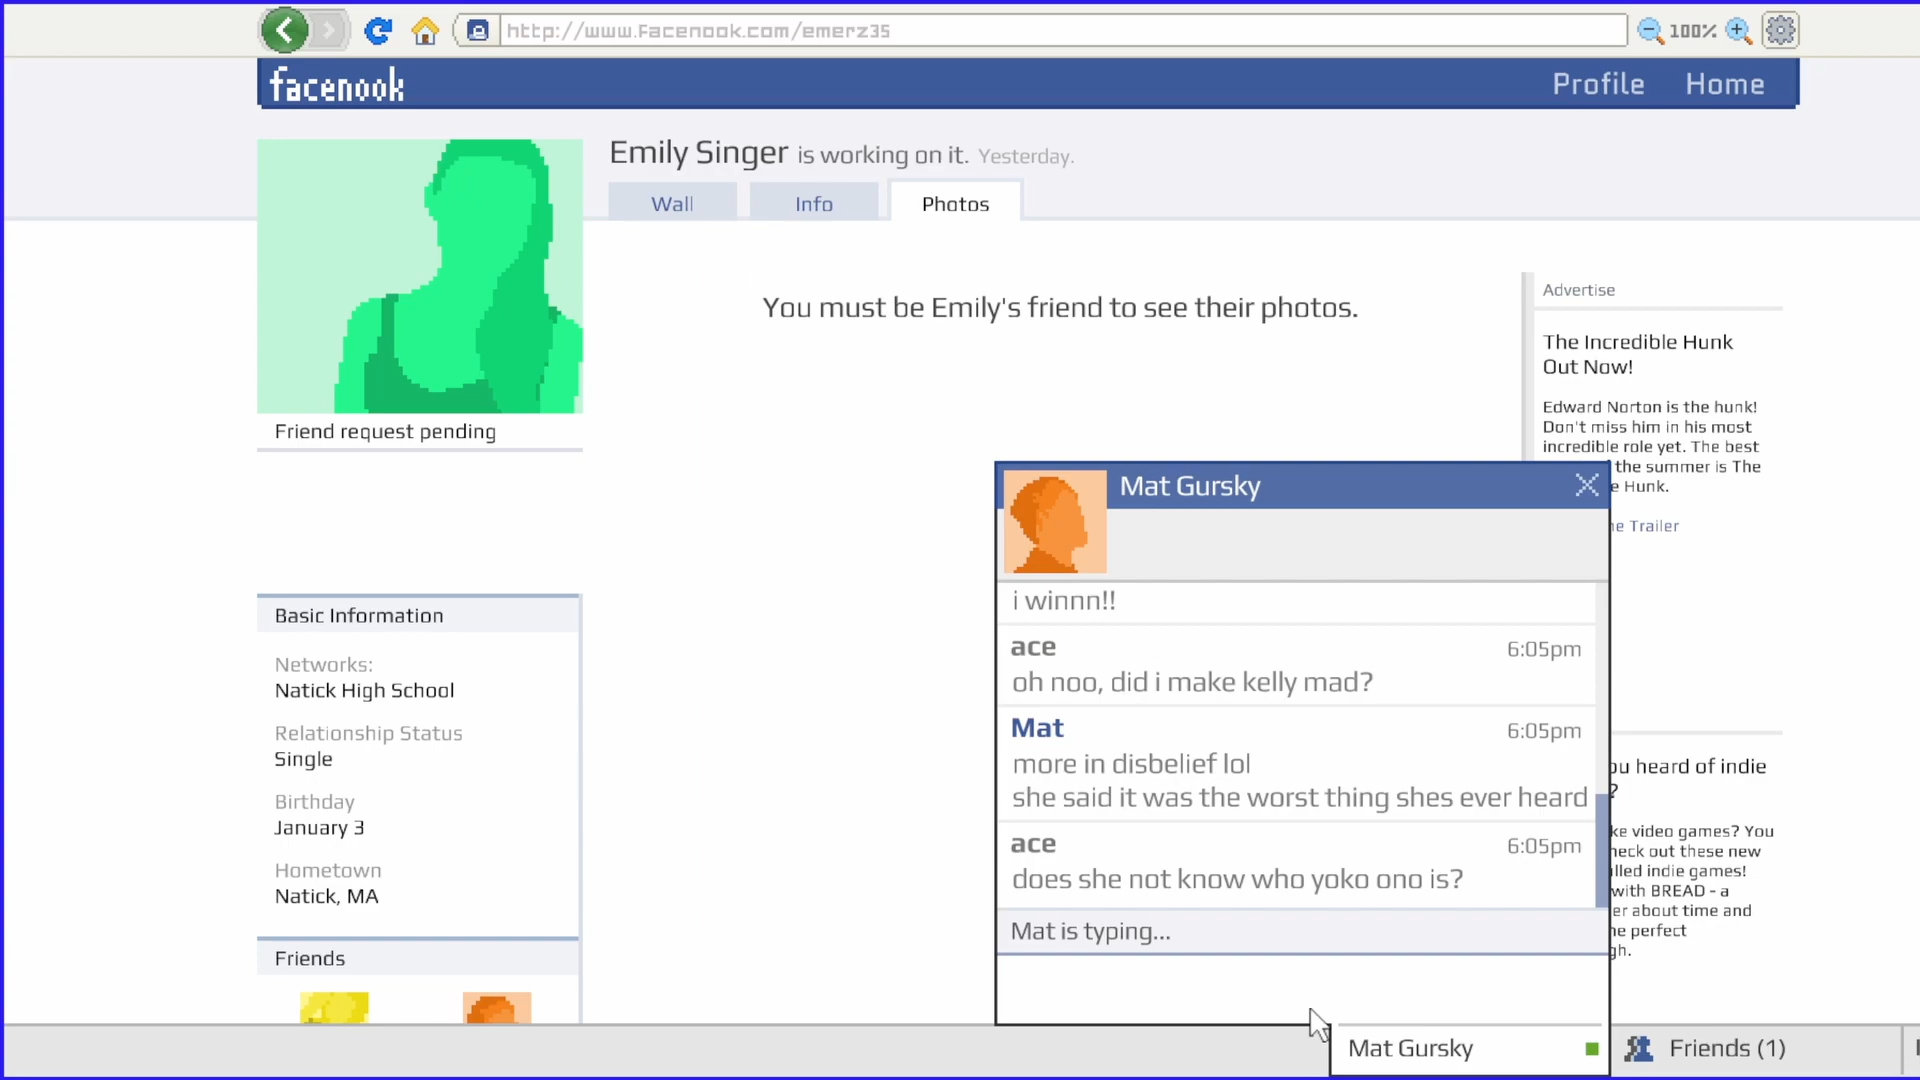 http://www.facenook.com/emerz35
100%
facenook
Profile
Home
Emily Singer is working on it. Yesterday.
Wall
Info
Photos
You must be Emily's friend to see their photos.
Friend request pending
Basic Information
Networks:
Natick High School
Relationship Status
Single
Birthday
January 3
Hometown
Natick, MA
Friends
Advertise
The Incredible Hunk
Out Now!
Edward Norton is the hunk!
Don't miss him in his most
incredible role yet. The best
the summer is The
Hunk.
Trailer
heard of indie
?
video games? You
check out these new
indie games!
with BREAD - a
about time and
perfect
Mat Gursky
i winnn!!
ace 6:05pm
oh noo, did i make kelly mad?
Mat 6:05pm
more in disbelief lol
she said it was the worst thing shes ever heard
ace 6:05pm
does she not know who yoko ono is?
Mat is typing...
Mat Gursky
Friends (1)